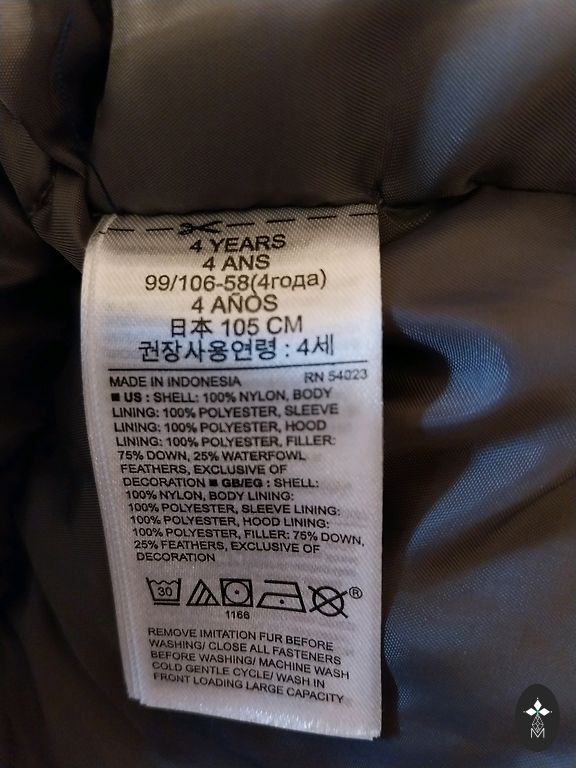 4 YEARS
4 ANS
99/106-58(4года)
4 AÑOS
日本 105 CM
권장사용연령 : 4세
MADE IN INDONESIA RN 54023
■ US : SHELL: 100% NYLON, BODY
LINING: 100% POLYESTER, SLEEVE
LINING: 100% POLYESTER, HOOD
LINING: 100% POLYESTER, FILLER:
75% DOWN, 25% WATERFOWL
FEATHERS, EXCLUSIVE OF
DECORATION ■ GB/EG : SHELL:
100% NYLON, BODY LINING:
100% POLYESTER, SLEEVE LINING:
100% POLYESTER, HOOD LINING:
100% POLYESTER, FILLER: 75% DOWN,
25% FEATHERS, EXCLUSIVE OF
DECORATION
30 ®
1166
REMOVE IMITATION FUR BEFORE
WASHING/ CLOSE ALL FASTENERS
BEFORE WASHING/ MACHINE WASH
COLD GENTLE CYCLE/ WASH IN
FRONT LOADING LARGE CAPACITY
M